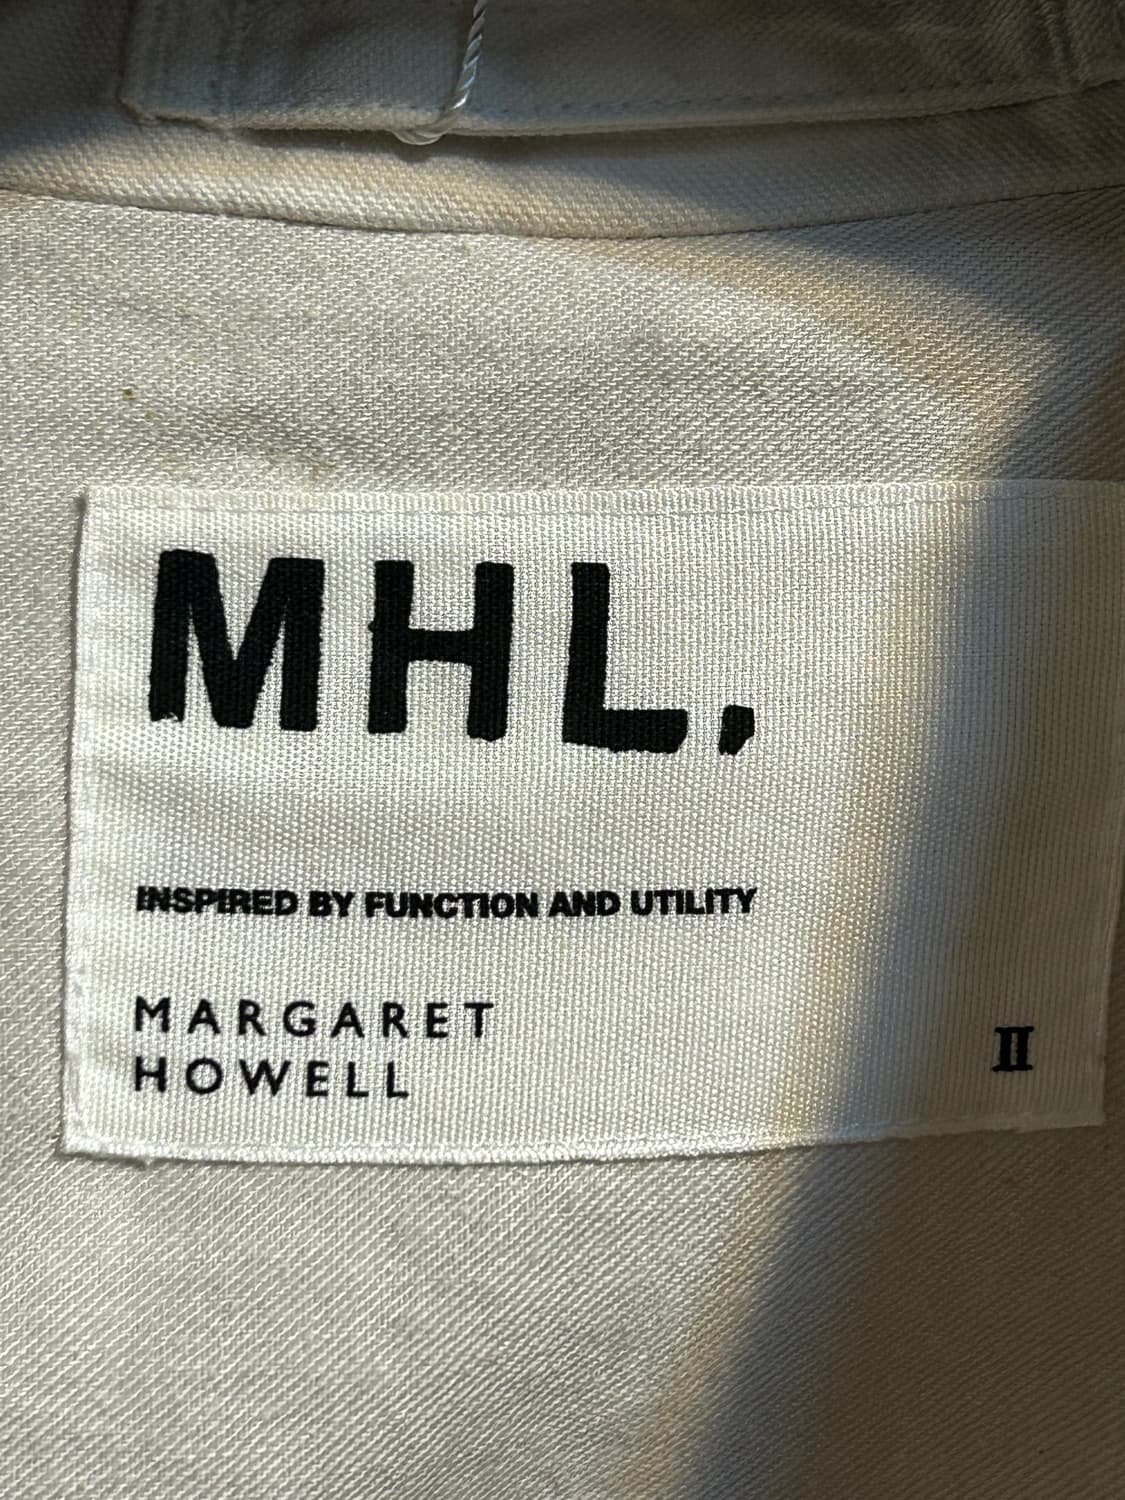 MHL.
INSPIRED BY FUNCTION AND UTILITY
MARGARET
HOWELL
II